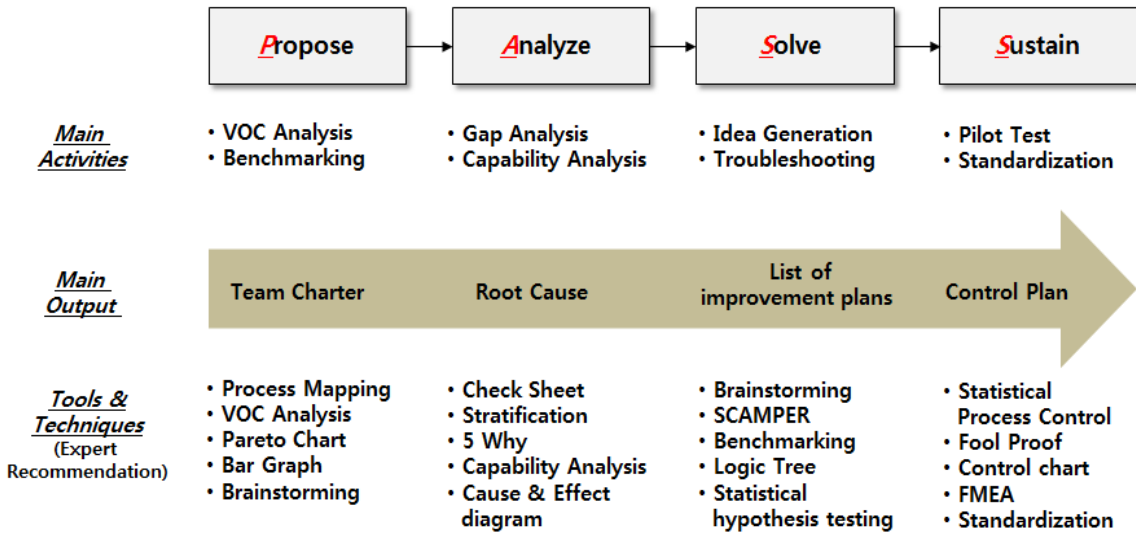 Propose
Analyze
Solve
Sustain
Main
Activities
• VOC Analysis
• Benchmarking
• Gap Analysis
• Capability Analysis
• Idea Generation
• Troubleshooting
• Pilot Test
• Standardization
Main
Output
Team Charter
Root Cause
List of
improvement plans
Control Plan
Tools &
Techniques
(Expert
Recommendation)
• Process Mapping
• VOC Analysis
• Pareto Chart
• Bar Graph
• Brainstorming
• Check Sheet
• Stratification
• 5 Why
• Capability Analysis
• Cause & Effect
diagram
• Brainstorming
• SCAMPER
• Benchmarking
• Logic Tree
• Statistical
hypothesis testing
• Statistical
Process Control
• Fool Proof
• Control chart
• FMEA
• Standardization